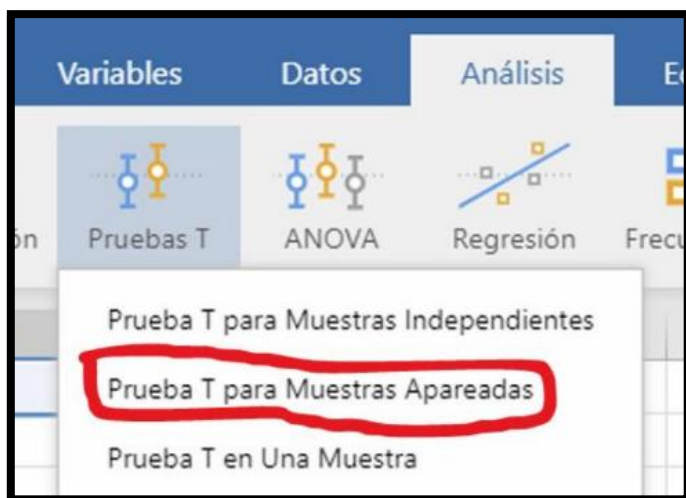 Variables Datos Análisis
Pruebas T ANOVA Regresión
Prueba T para Muestras Independientes
Prueba T para Muestras Apareadas
Prueba T en Una Muestra